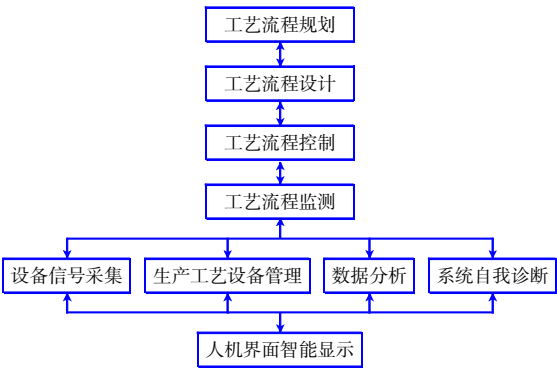 工艺流程规划
工艺流程设计
工艺流程控制
工艺流程监测
设备信号采集
生产工艺设备管理
数据分析
系统自我诊断
人机界面智能显示